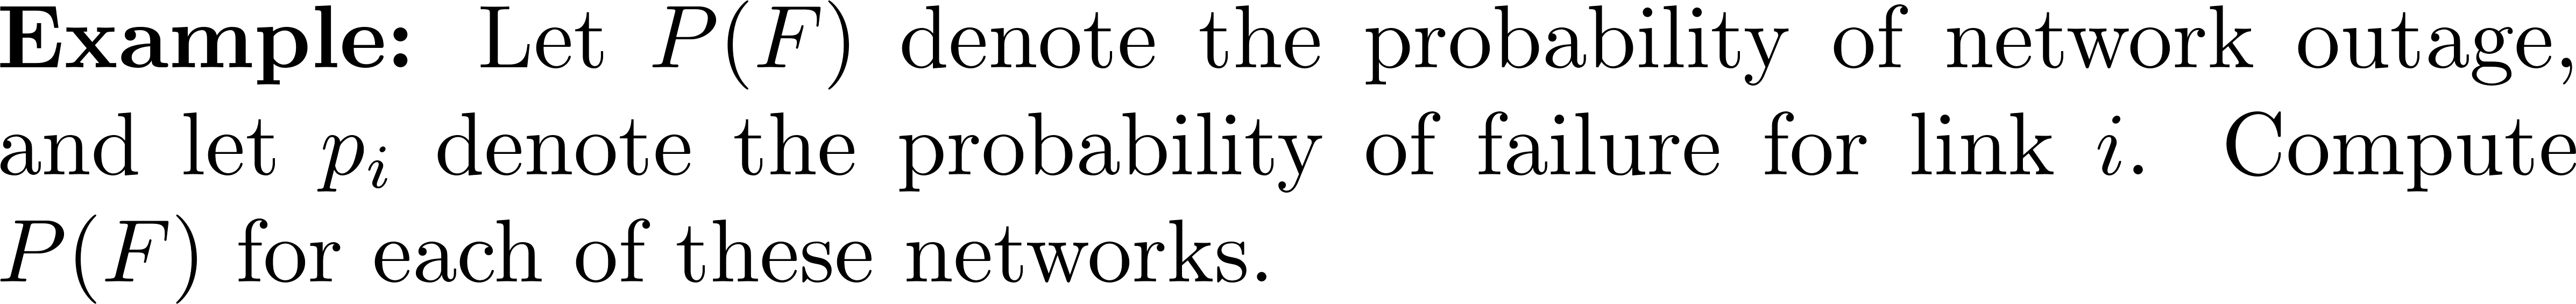 Example: Let P(F) denote the probability of network outage,
and let p_i denote the probability of failure for link i. Compute
P(F) for each of these networks.